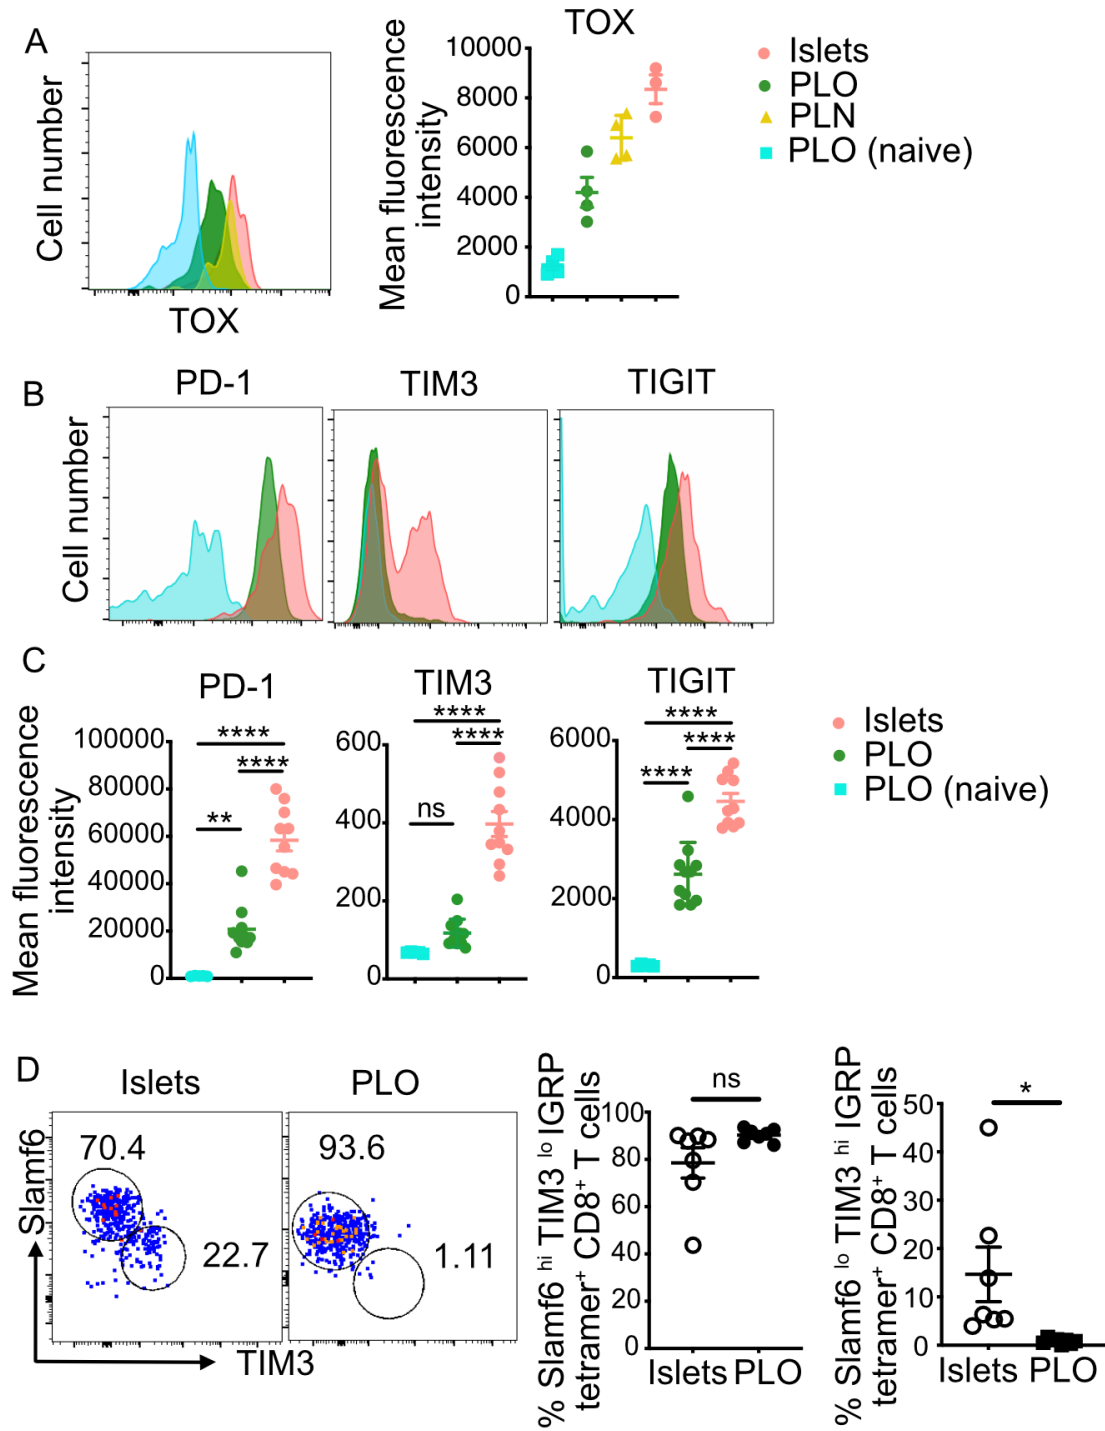 A
TOX
Cell number
TOX
Mean fluorescence
intensity
10000
8000
6000
4000
2000
0
Islets
PLO
PLN
PLO (naive)
B
PD-1
TIM3
TIGIT
Cell number
C
PD-1
TIM3
TIGIT
Mean fluorescence
intensity
100000
80000
60000
40000
20000
0
****
****
**
600
400
200
0
****
****
ns
6000
4000
2000
0
****
****
****
Islets
PLO
PLO (naive)
D
Islets
PLO
Slamf6
70.4
22.7
93.6
1.11
TIM3
% Slamf6 hi TIM3 lo IGRP
tetramer+ CD8+ T cells
100
80
60
40
20
0
ns
Islets PLO
% Slamf6 lo TIM3 hi IGRP
tetramer+ CD8+ T cells
50
40
30
20
10
0
*
Islets PLO